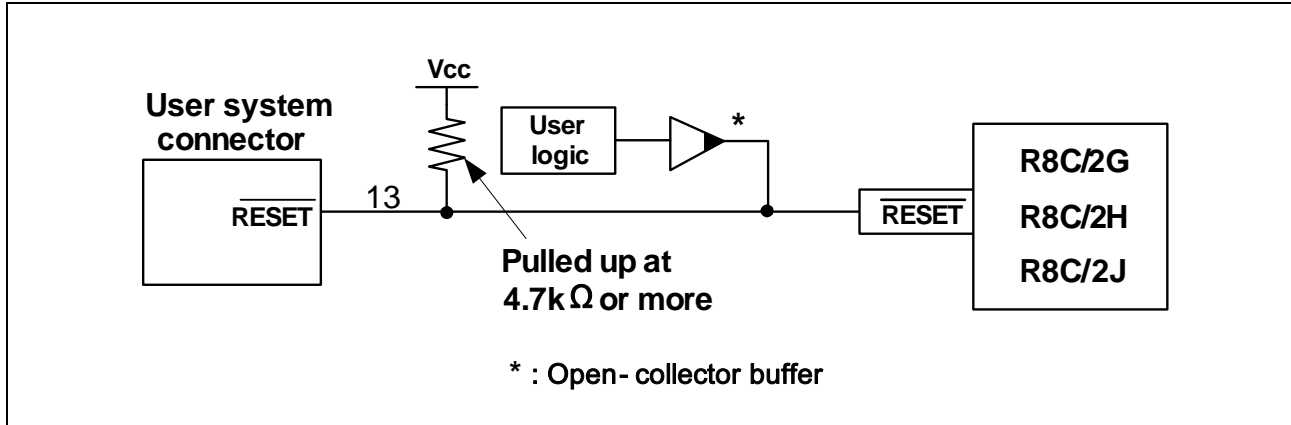 Vcc
User system
connector
RESET
13
User
logic
*
Pulled up at
4.7kΩ or more
RESET
R8C/2G
R8C/2H
R8C/2J
* : Open- collector buffer